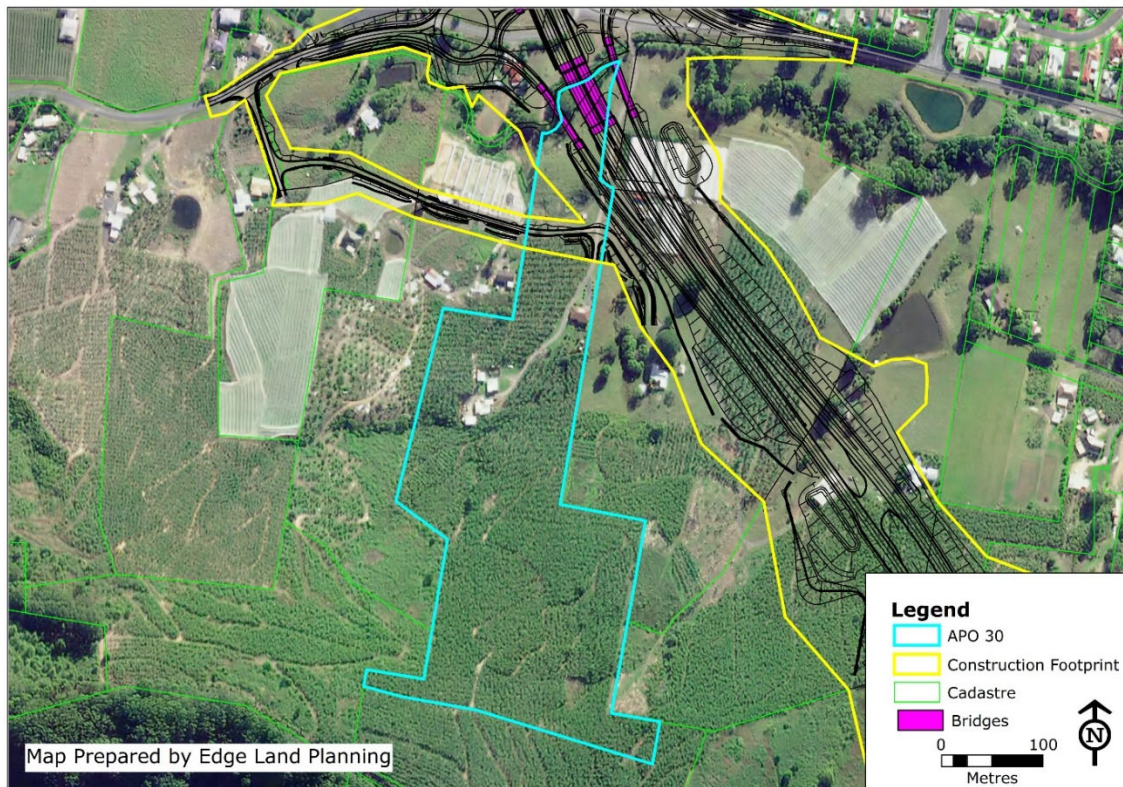 Legend
APO 30
Construction Footprint
Cadastre
Bridges
N
0 100
Metres
Map Prepared by Edge Land Planning